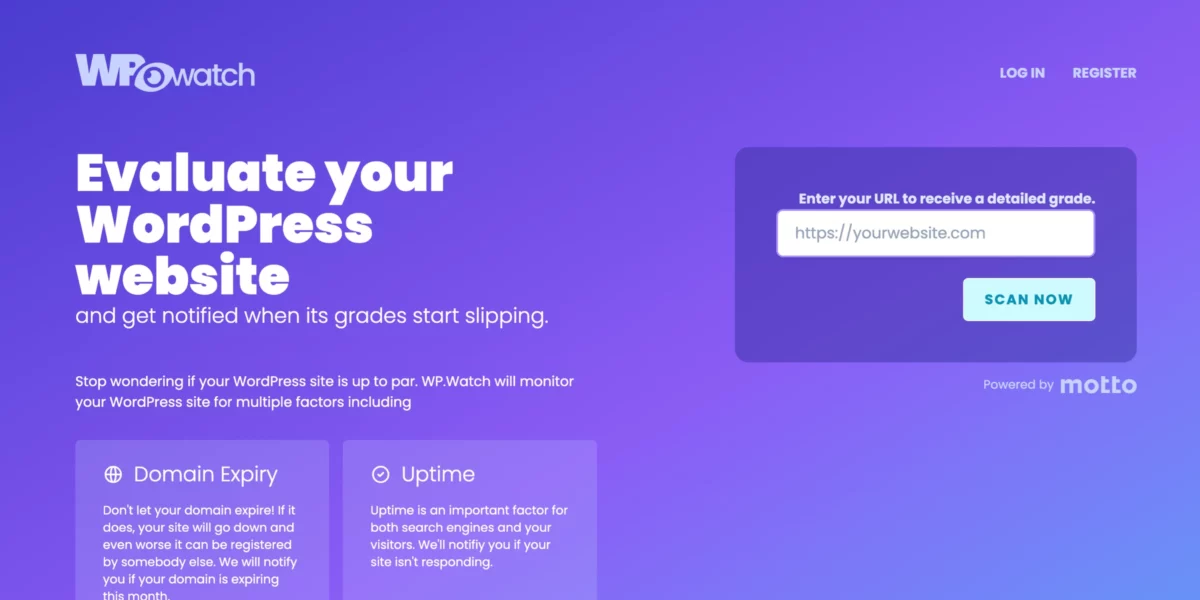 WP watch
LOG IN
REGISTER
Evaluate your
WordPress
website
and get notified when its grades start slipping.
Stop wondering if your WordPress site is up to par. WP.Watch will monitor
your WordPress site for multiple factors including
Domain Expiry
Don't let your domain expire! If it
does, your site will go down and
even worse it can be registered
by somebody else. We will notify
you if your domain is expiring
this month.
Uptime
Uptime is an important factor for
both search engines and your
visitors. We'll notifiy you if your
site isn't responding.
Enter your URL to receive a detailed grade.
https://yourwebsite.com
SCAN NOW
Powered by motto